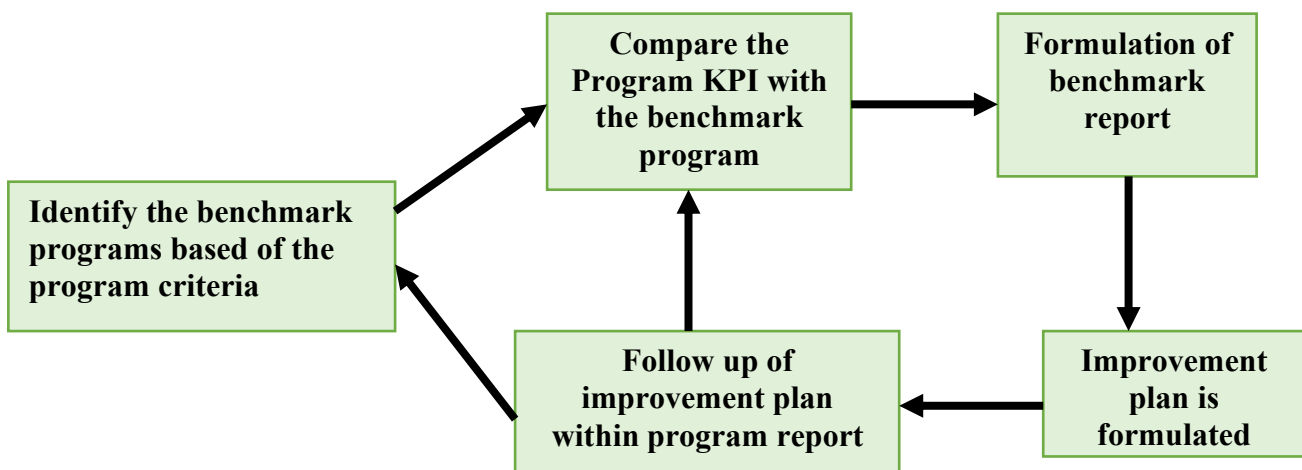 Compare the
Program KPI with
the benchmark
program
Formulation of
benchmark
report
Identify the benchmark
programs based of the
program criteria
Follow up of
improvement plan
within program report
Improvement
plan is
formulated